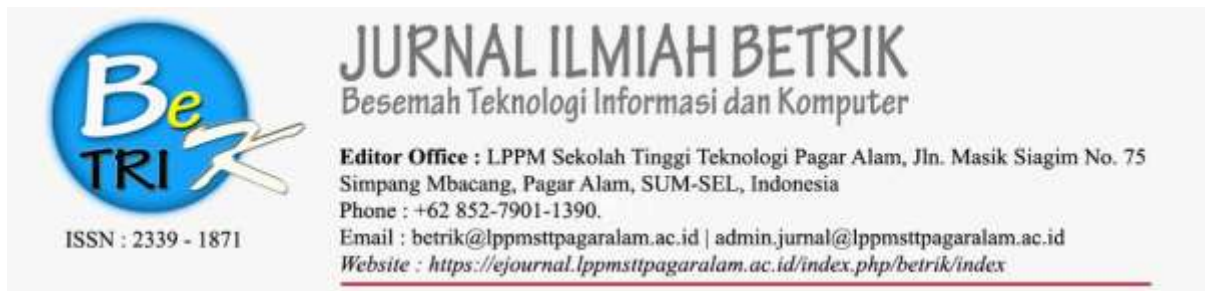 Be
TRI K
ISSN : 2339 - 1871
JURNAL ILMIAH BETRIK
Besemah Teknologi Informasi dan Komputer
Editor Office : LPPM Sekolah Tinggi Teknologi Pagar Alam, Jln. Masik Siagim No. 75
Simpang Mbacang, Pagar Alam, SUM-SEL, Indonesia
Phone : +62 852-7901-1390.
Email : betrik@lppmsttpagaralam.ac.id | admin.jurnal@lppmsttpagaralam.ac.id
Website : https://ejournal.lppmsttpagaralam.ac.id/index.php/betrik/index